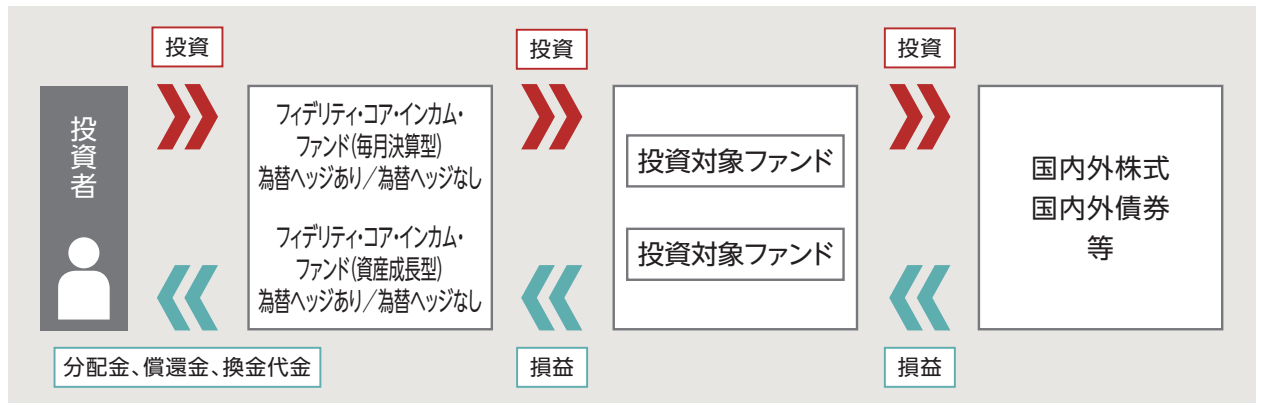 投資
投資
投資
投資者
フィデリティ・コア・インカム・
ファンド(毎月決算型)
為替ヘッジあり/為替ヘッジなし
フィデリティ・コア・インカム・
ファンド(資産成長型)
為替ヘッジあり/為替ヘッジなし
投資対象ファンド
投資対象ファンド
国内外株式
国内外債券
等
分配金、償還金、換金代金
損益
損益